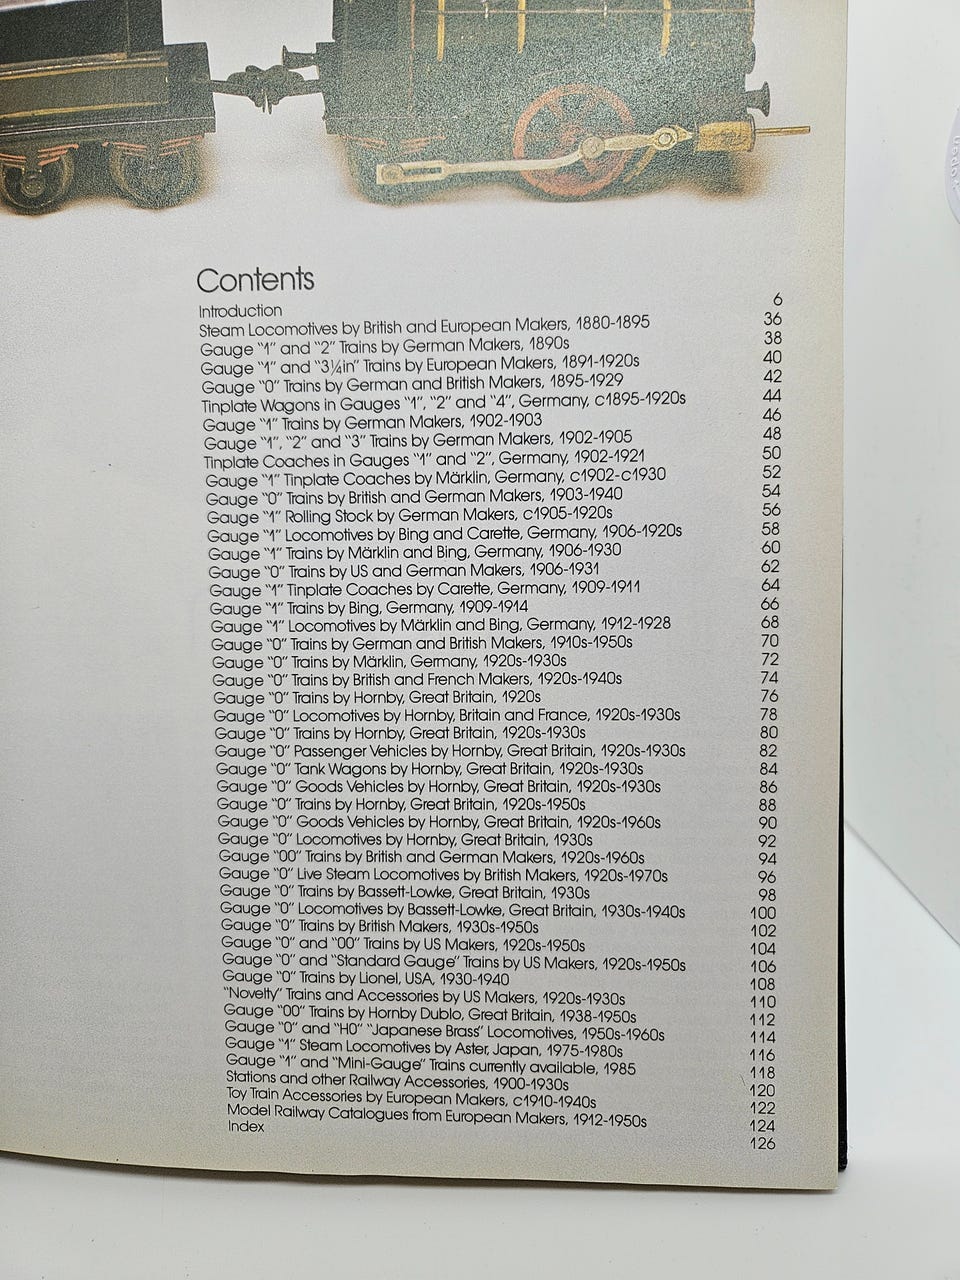 Contents
Introduction 6
Steam Locomotives by British and European Makers, 1880-1895 36
Gauge "1" and "2" Trains by German Makers, 1890s 38
Gauge "1" and "3¼in" Trains by European Makers, 1891-1920s 40
Gauge "0" Trains by German and British Makers, 1895-1929 42
Tinplate Wagons in Gauges "1", "2" and "4", Germany, c1895-1920s 44
Gauge "1" Trains by German Makers, 1902-1903 46
Gauge "1", "2" and "3" Trains by German Makers, 1902-1905 48
Tinplate Coaches in Gauges "1" and "2", Germany, 1902-1921 50
Gauge "1" Tinplate Coaches by Märklin, Germany, c1902-c1930 52
Gauge "0" Trains by British and German Makers, 1903-1940 54
Gauge "1" Rolling Stock by German Makers, c1905-1920s 56
Gauge "1" Locomotives by Bing and Carette, Germany, 1906-1920s 58
Gauge "1" Trains by Märklin and Bing, Germany, 1906-1930 60
Gauge "0" Trains by US and German Makers, 1906-1931 62
Gauge "1" Tinplate Coaches by Carette, Germany, 1909-1911 64
Gauge "1" Trains by Bing, Germany, 1909-1914 66
Gauge "1" Locomotives by Märklin and Bing, Germany, 1912-1928 68
Gauge "0" Trains by German and British Makers, 1910s-1950s 70
Gauge "0" Trains by Märklin, Germany, 1920s-1930s 72
Gauge "0" Trains by British and French Makers, 1920s-1940s 74
Gauge "0" Trains by Hornby, Great Britain, 1920s 76
Gauge "0" Locomotives by Hornby, Britain and France, 1920s-1930s 78
Gauge "0" Trains by Hornby, Great Britain, 1920s-1930s 80
Gauge "0" Passenger Vehicles by Hornby, Great Britain, 1920s-1930s 82
Gauge "0" Tank Wagons by Hornby, Great Britain, 1920s-1930s 84
Gauge "0" Goods Vehicles by Hornby, Great Britain, 1920s-1930s 86
Gauge "0" Trains by Hornby, Great Britain, 1920s-1950s 88
Gauge "0" Goods Vehicles by Hornby, Great Britain, 1920s-1960s 90
Gauge "0" Locomotives by Hornby, Great Britain, 1930s 92
Gauge "00" Trains by British and German Makers, 1920s-1960s 94
Gauge "0" Live Steam Locomotives by British Makers, 1920s-1970s 96
Gauge "0" Trains by Bassett-Lowke, Great Britain, 1930s 98
Gauge "0" Locomotives by Bassett-Lowke, Great Britain, 1930s-1940s 100
Gauge "0" Trains by British Makers, 1930s-1950s 102
Gauge "0" and "00" Trains by US Makers, 1920s-1950s 104
Gauge "0" and "Standard Gauge" Trains by US Makers, 1920s-1950s 106
Gauge "0" Trains by Lionel, USA, 1930-1940 108
"Novelty" Trains and Accessories by US Makers, 1920s-1930s 110
Gauge "00" Trains by Hornby Dublo, Great Britain, 1938-1950s 112
Gauge "0" and "H0" "Japanese Brass" Locomotives, 1950s-1960s 114
Gauge "1" Steam Locomotives by Aster, Japan, 1975-1980s 116
Gauge "1" and "Mini-Gauge" Trains currently available, 1985 118
Stations and other Railway Accessories, 1900-1930s 120
Toy Train Accessories by European Makers, c1910-1940s 122
Model Railway Catalogues from European Makers, 1912-1950s 124
Index 126